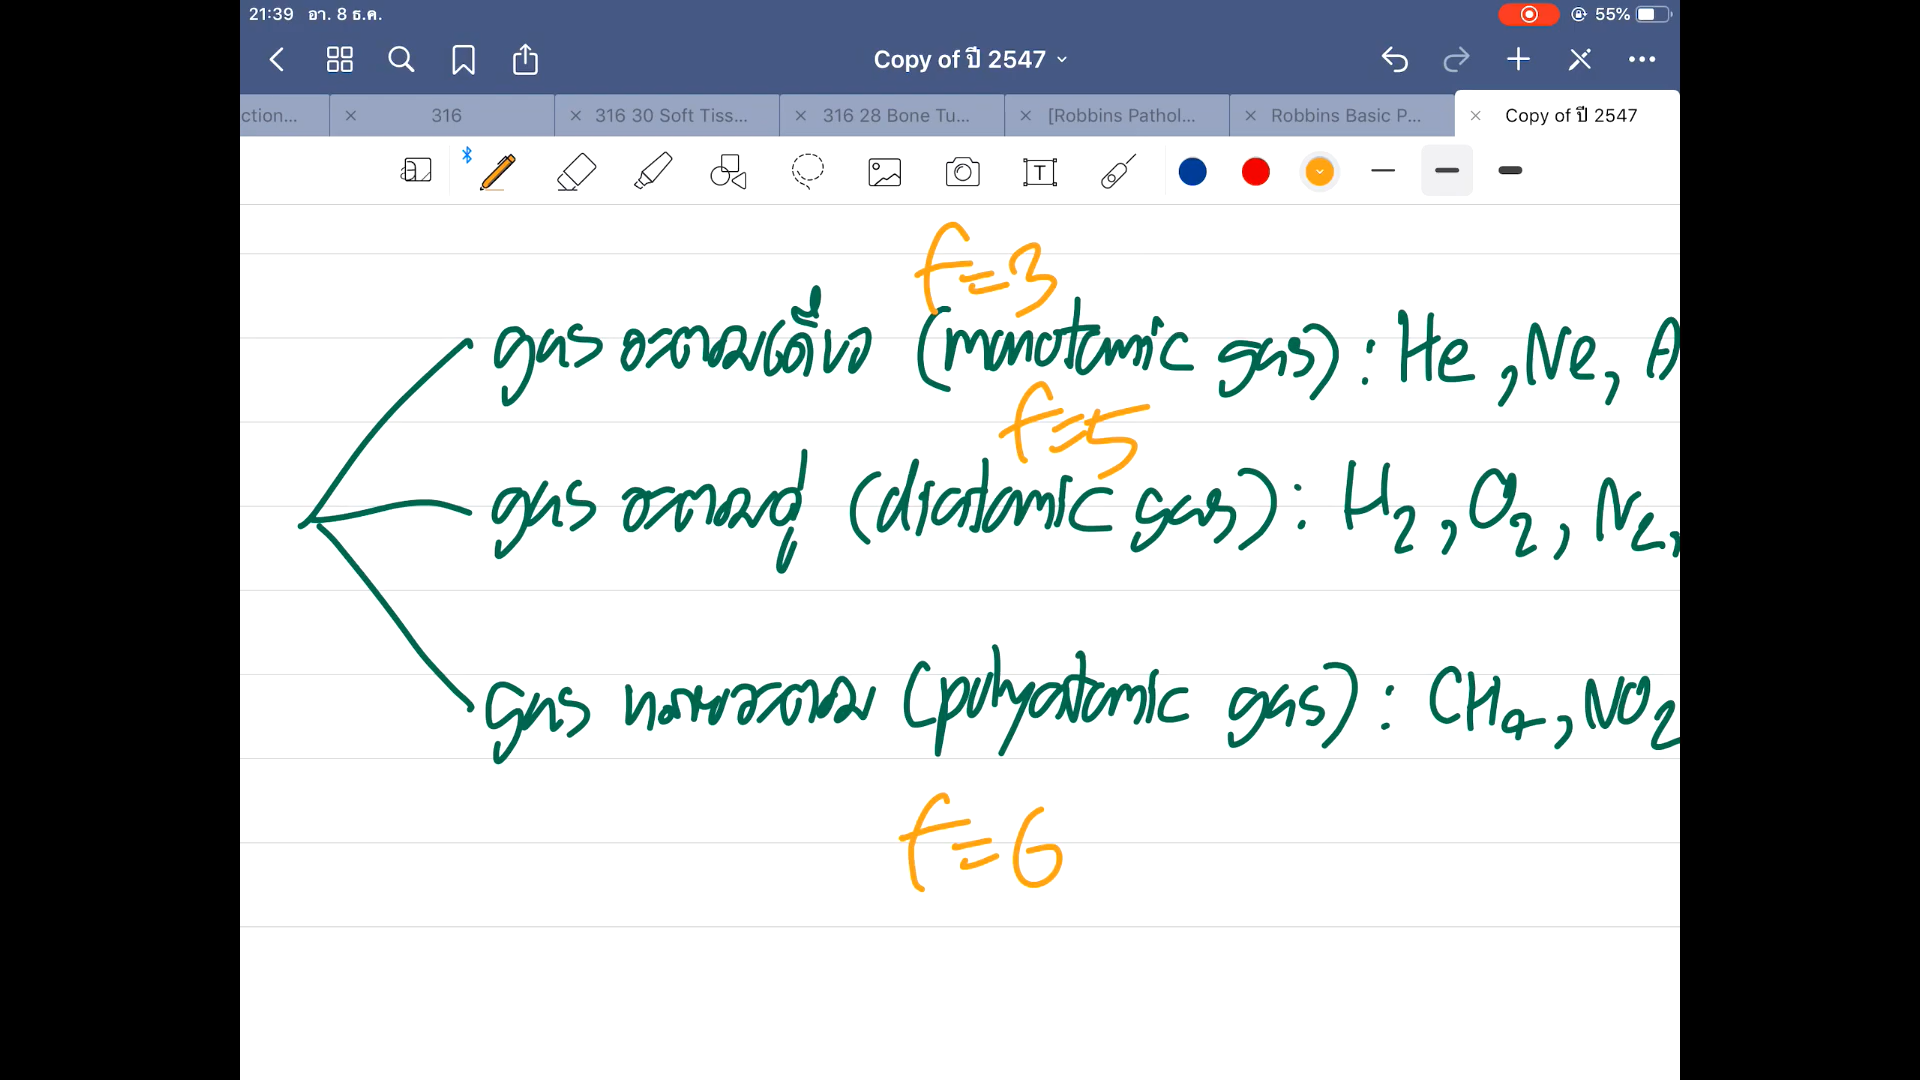 21:39 อา. 8 ธ.ค.
55%
Copy of ปี 2547
ction...
316
316 30 Soft Tiss...
316 28 Bone Tu...
[Robbins Pathol...
Robbins Basic P...
Copy of ปี 2547
f=3
gas อะตอมเดี่ยว (monotamic gas) : He , Ne, A
f=5
gas อะตอมคู่ (diatomic gas) : H2 , O2 , N2,
gas หลายอะตอม (polyatomic gas) : CH4 , NO2
f=6